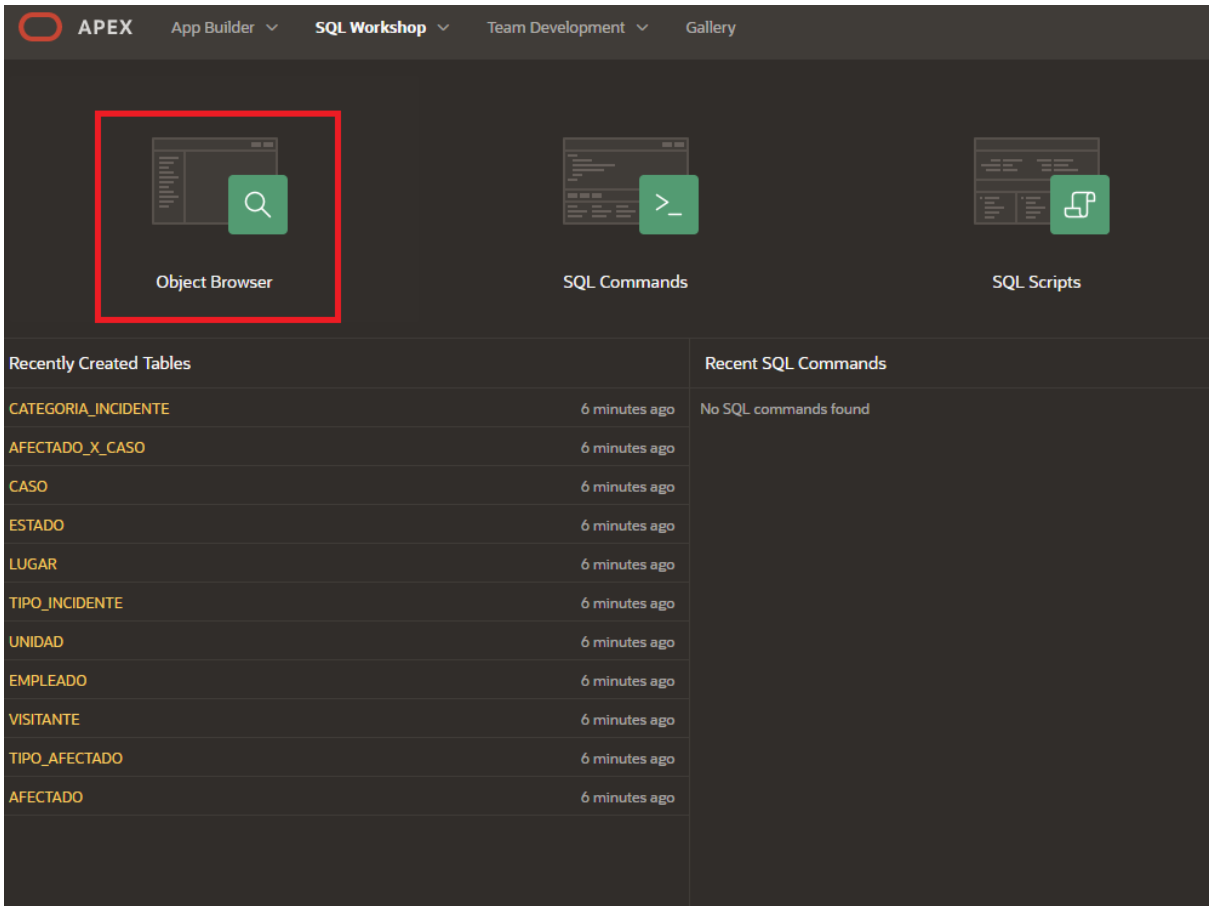 APEX App Builder SQL Workshop Team Development Gallery
Object Browser SQL Commands SQL Scripts
Recently Created Tables Recent SQL Commands
CATEGORIA_INCIDENTE 6 minutes ago No SQL commands found
AFECTADO_X_CASO 6 minutes ago
CASO 6 minutes ago
ESTADO 6 minutes ago
LUGAR 6 minutes ago
TIPO_INCIDENTE 6 minutes ago
UNIDAD 6 minutes ago
EMPLEADO 6 minutes ago
VISITANTE 6 minutes ago
TIPO_AFECTADO 6 minutes ago
AFECTADO 6 minutes ago